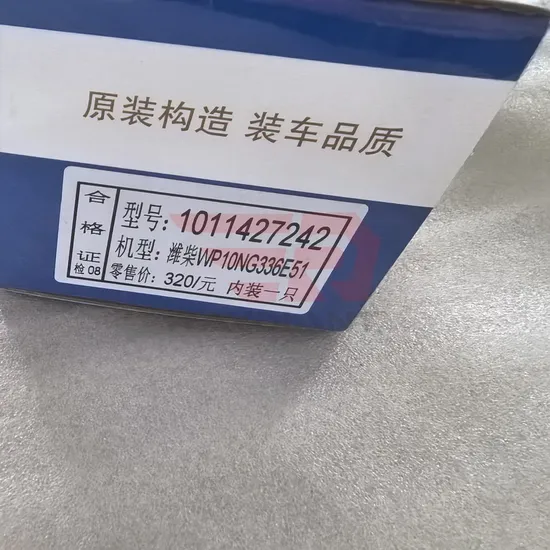 原装构造 装车品质
合格证
检08
型号: 1011427242
机型: 潍柴WP10NG336E51
零售价: 320/元 内装一只